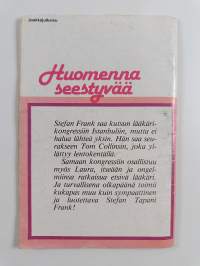 Huomenna
seestyvää
Stefan Frank saa kutsun lääkäri-
kongressiin Istanbuliin, mutta ei
halua lähteä yksin. Hän saa seu-
rakseen Tom Collinsin, joka yl-
lättyy lentokentällä.
Samaan kongressiin osallistuu
myös Laura, itseään ja ongel-
miinsa ratkaisua etsivä lääkäri.
Ja turvallisena olkapäänä toimii
kukapas muu kuin sympaattinen
ja luotettava Stefan Tapani
Frank!